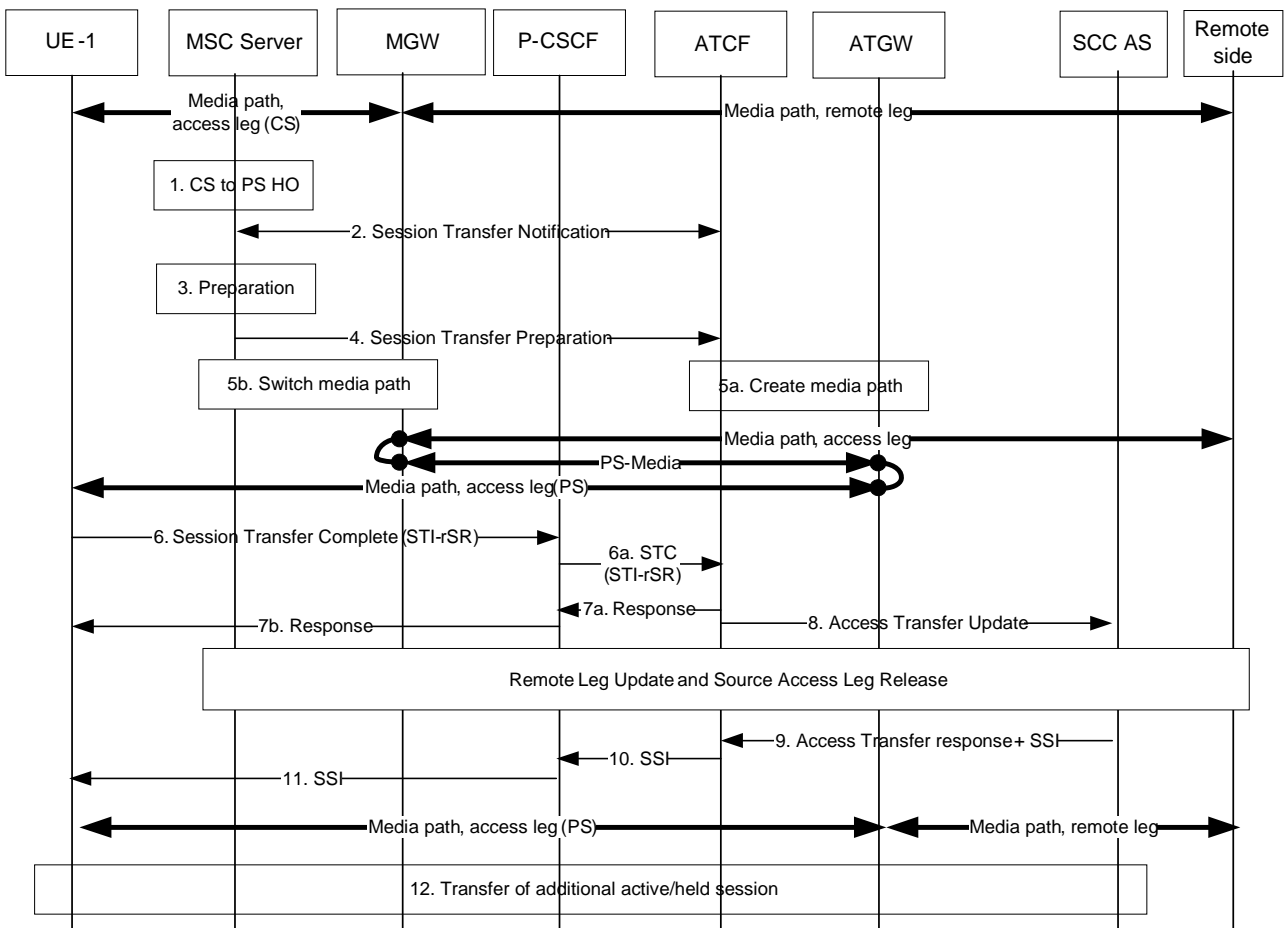 UE-1
MSC Server
MGW
P-CSCF
ATCF
ATGW
SCC AS
Remote
side
Media path,
access leg (CS)
Media path, remote leg
1. CS to PS HO
2. Session Transfer Notification
3. Preparation
4. Session Transfer Preparation
5b. Switch media path
5a. Create media path
Media path, access leg
PS-Media
Media path, access leg(PS)
6. Session Transfer Complete (STI-rSR)
6a. STC
(STI-rSR)
7a. Response
7b. Response
8. Access Transfer Update
Remote Leg Update and Source Access Leg Release
9. Access Transfer response+ SSI
10. SSI
11. SSI
Media path, access leg (PS)
Media path, remote leg
12. Transfer of additional active/held session